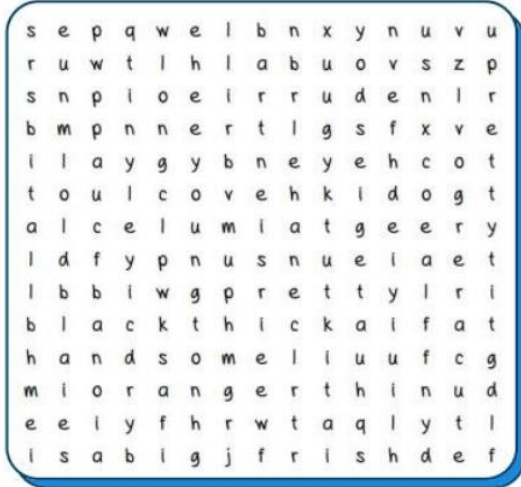 s e p q w e l b n x y n u v u
r u w t l h l a b u o v s z p
s n p i o e i r r u d e n l r
b m p n n e r t l g s f x v e
i l a y g y b n e y e h c o t
t o u l c o v e h k i d o g t
a l c e l u m i a t g e e r y
l d f y p n u s n u e i a e t
l b b i w g p r e t t y l r i
b l a c k t h i c k a i f a t
h a n d s o m e l i u u f c g
m i o r a n g e r t h i n u d
e e i y f h r w t a q l y t l
i s a b i g j f r i s h d e f